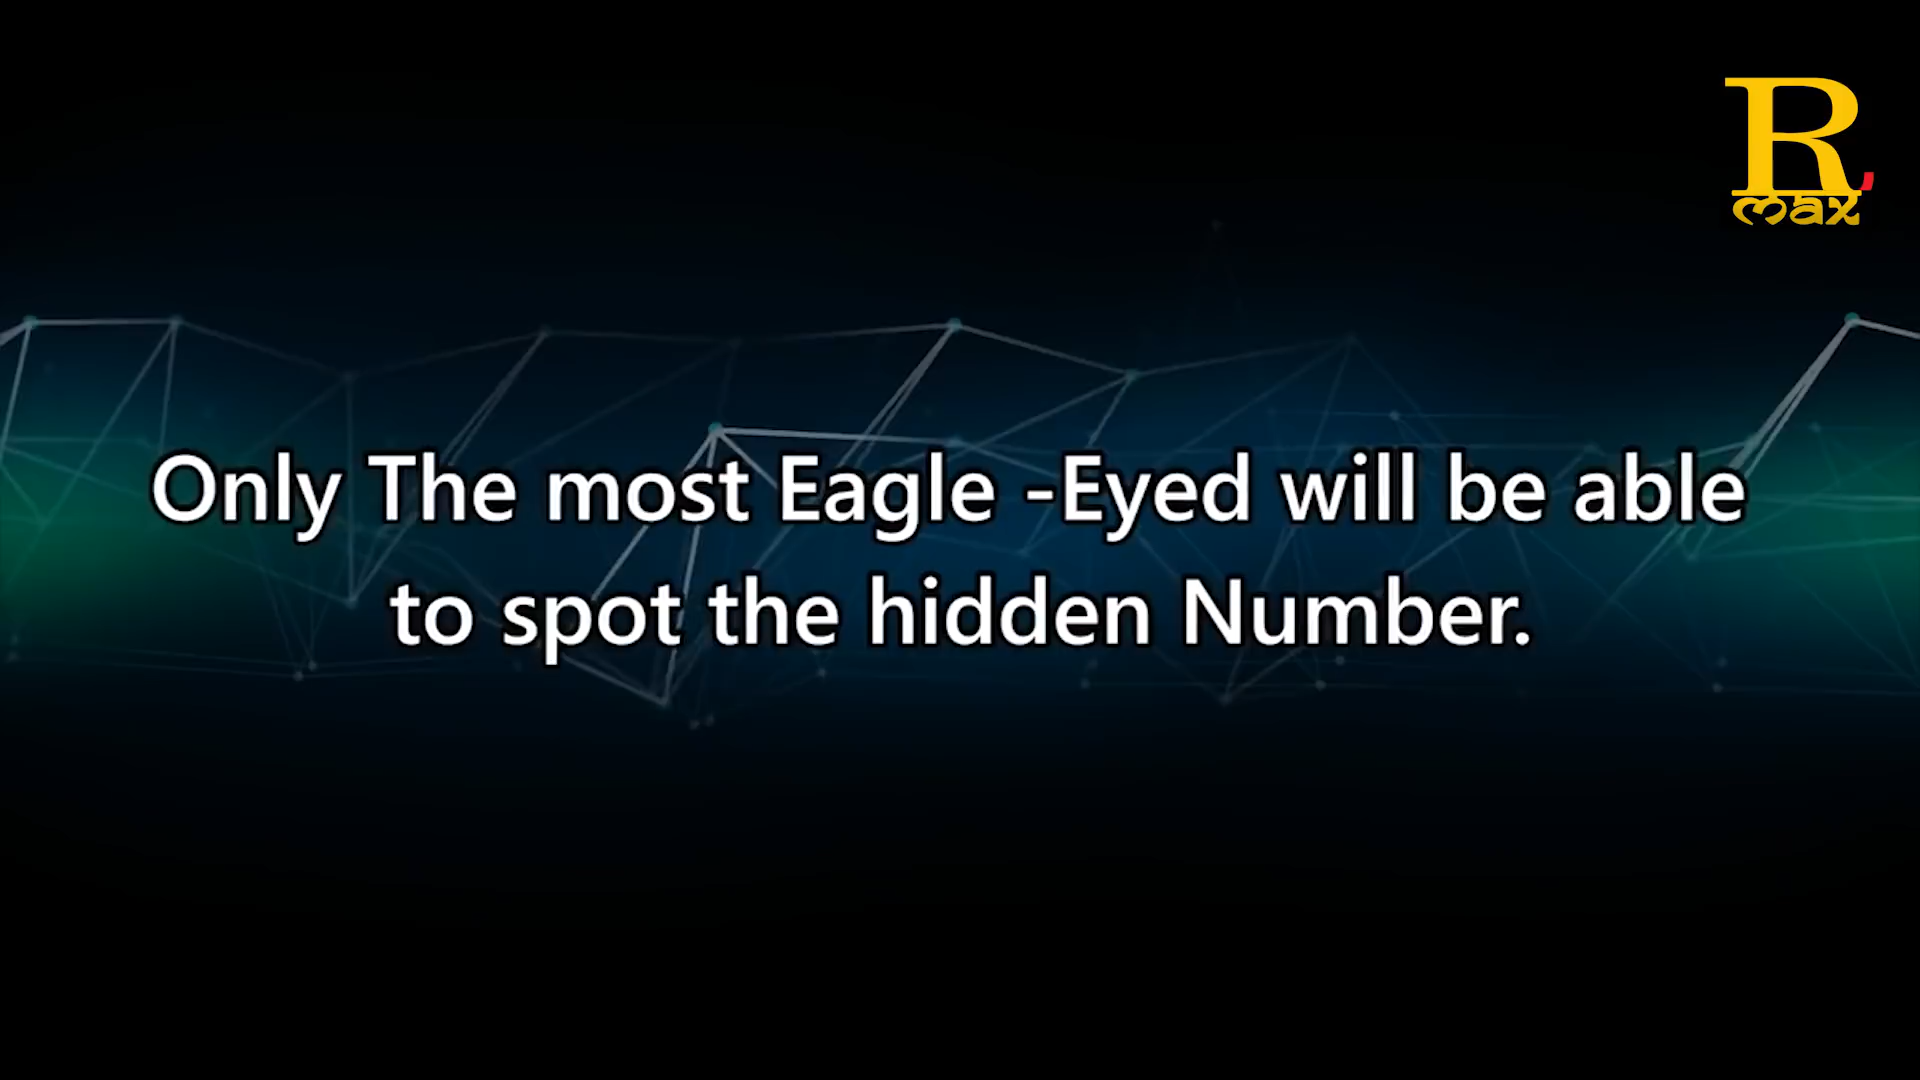 R
max
Only The most Eagle -Eyed will be able
to spot the hidden Number.